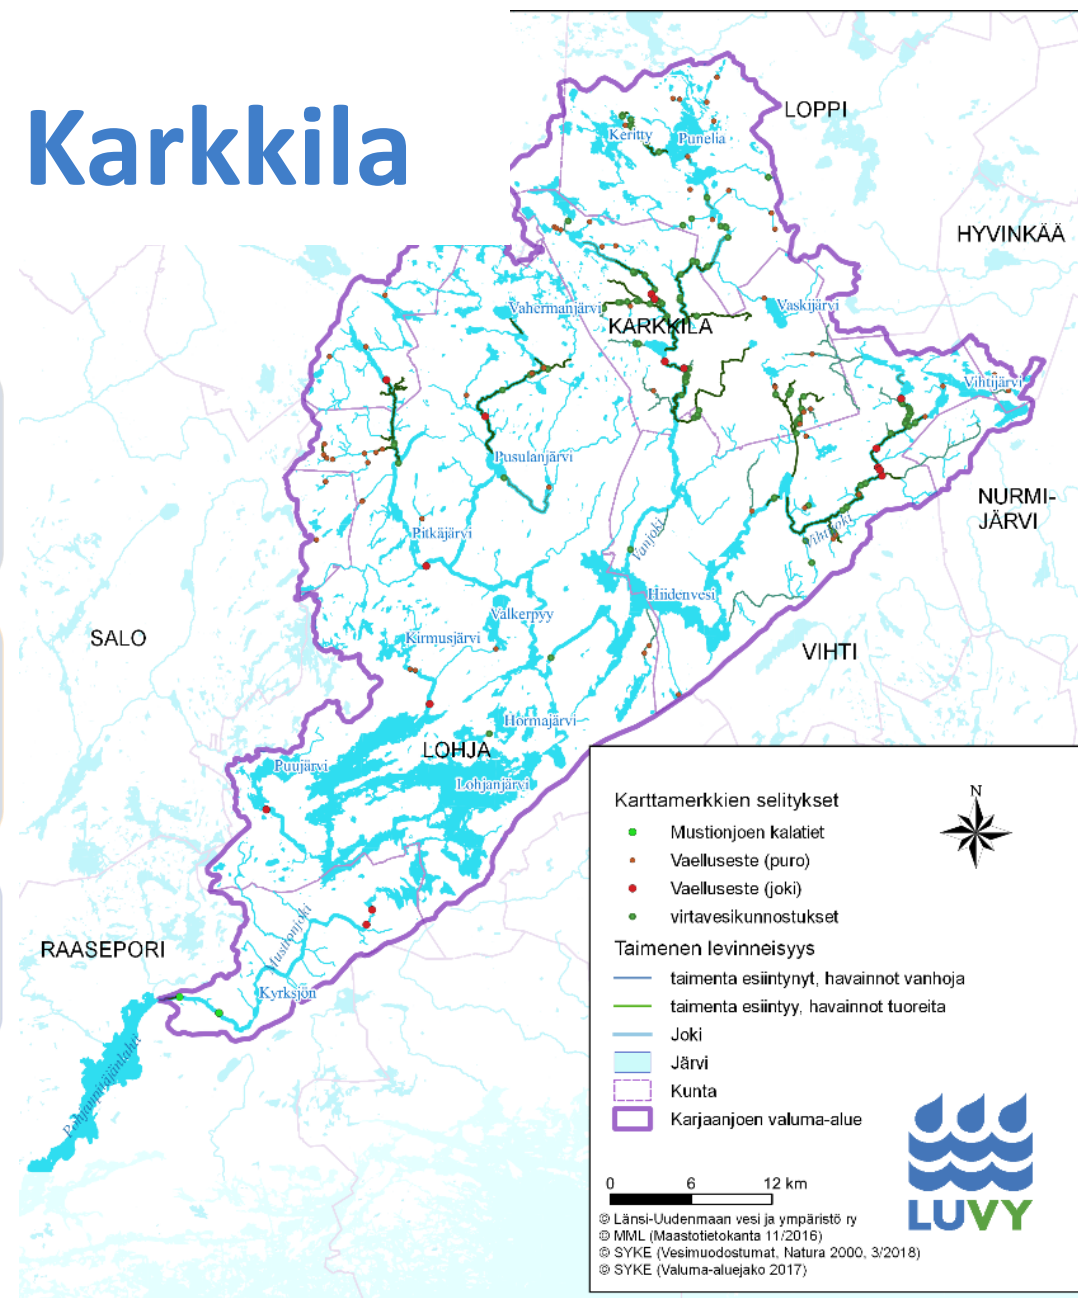 Karkkila
LOPPI
Keritty
Punelia
HYVINKÄÄ
Vahermanjärvi
Vaskijärvi
KARKKILA
Vihtijärvi
Pusulanjärvi
NURMI-
JÄRVI
Pitkäjärvi
Vanjoki
Vihtijoki
Hiidenvesi
Valkerpyy
SALO
Kirmusjärvi
VIHTI
Hormajärvi
LOHJA
Puujärvi
Lohjanjärvi
Mustionjoki
RAASEPORI
Kyrksjön
Pohjanpitäjänlahti
Karttamerkkien selitykset
Mustionjoen kalatiet
Vaelluseste (puro)
Vaelluseste (joki)
virtavesikunnostukset
Taimenen levinneisyys
taimenta esiintynyt, havainnot vanhoja
taimenta esiintyy, havainnot tuoreita
Joki
Järvi
Kunta
Karjaanjoen valuma-alue
N
0 6 12 km
© Länsi-Uudenmaan vesi ja ympäristö ry
© MML (Maastotietokanta 11/2016)
© SYKE (Vesimuodostumat, Natura 2000, 3/2018)
© SYKE (Valuma-aluejako 2017)
LUVY